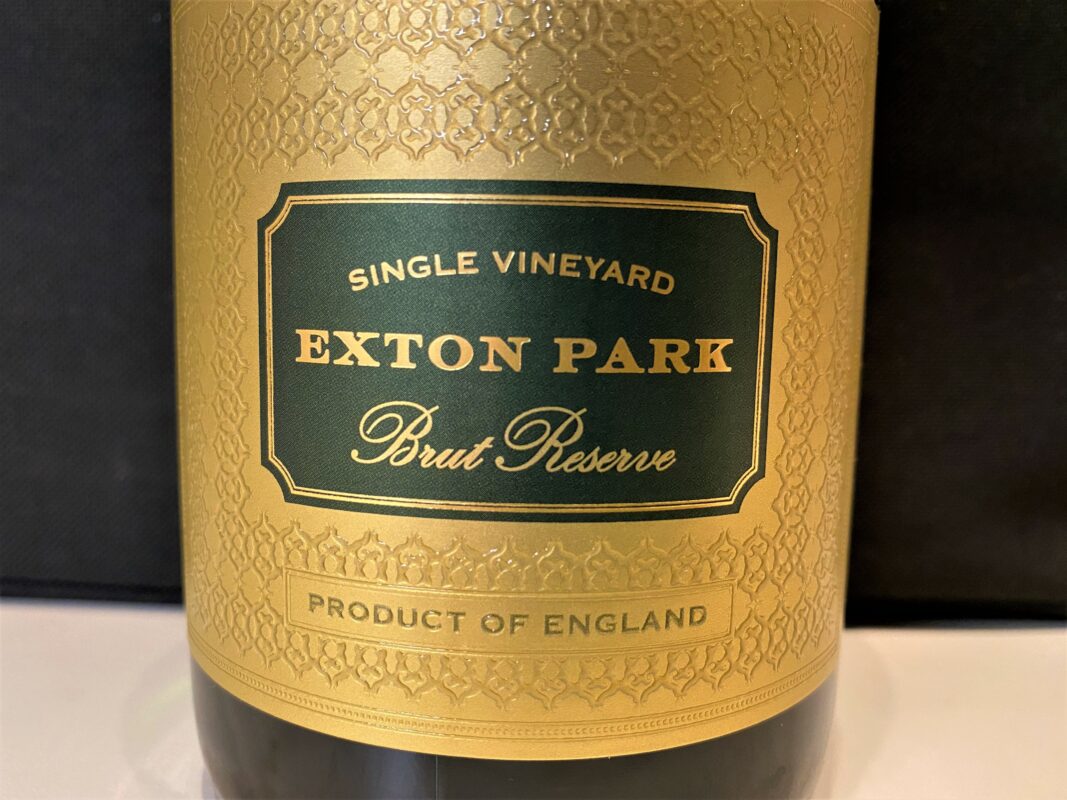 SINGLE VINEYARD
EXTON PARK
Brut Reserve
PRODUCT OF ENGLAND